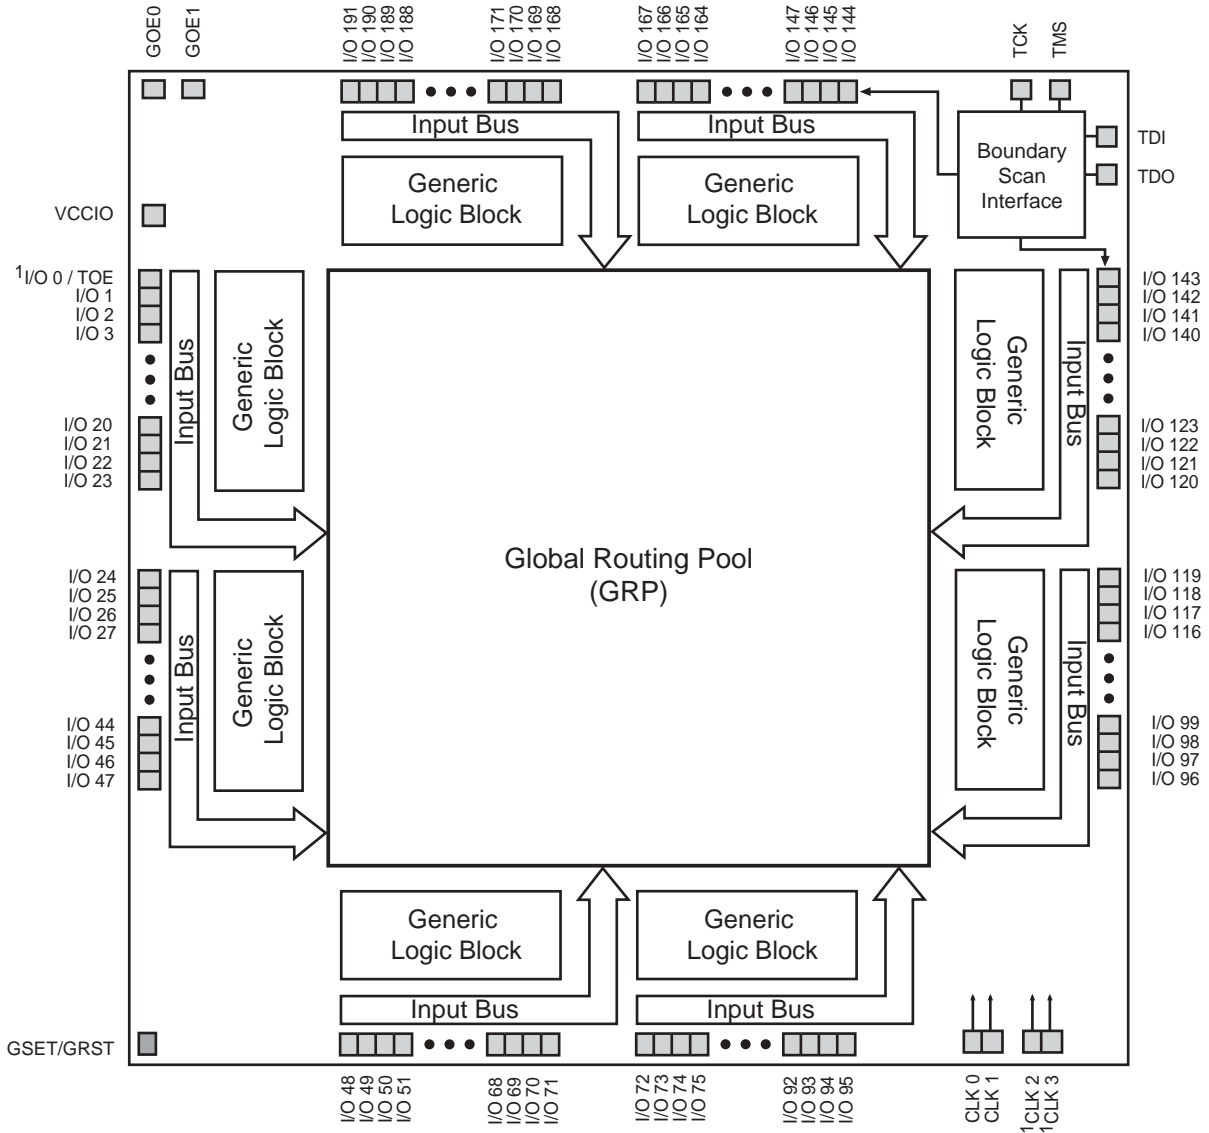 GOE0
GOE1
I/O 191
I/O 190
I/O 189
I/O 188
I/O 171
I/O 170
I/O 169
I/O 168
I/O 167
I/O 166
I/O 165
I/O 164
I/O 147
I/O 146
I/O 145
I/O 144
TCK
TMS
Input Bus
Input Bus
TDI
TDO
Boundary
Scan
Interface
Generic
Logic Block
Generic
Logic Block
VCCIO
1I/O 0 / TOE
I/O 1
I/O 2
I/O 3
I/O 20
I/O 21
I/O 22
I/O 23
Input Bus
Generic
Logic Block
Generic
Logic Block
Input Bus
I/O 143
I/O 142
I/O 141
I/O 140
I/O 123
I/O 122
I/O 121
I/O 120
Global Routing Pool
(GRP)
I/O 24
I/O 25
I/O 26
I/O 27
I/O 44
I/O 45
I/O 46
I/O 47
Input Bus
Generic
Logic Block
Generic
Logic Block
Input Bus
I/O 119
I/O 118
I/O 117
I/O 116
I/O 99
I/O 98
I/O 97
I/O 96
Generic
Logic Block
Generic
Logic Block
Input Bus
Input Bus
GSET/GRST
I/O 48
I/O 49
I/O 50
I/O 51
I/O 68
I/O 69
I/O 70
I/O 71
I/O 72
I/O 73
I/O 74
I/O 75
I/O 92
I/O 93
I/O 94
I/O 95
CLK 0
CLK 1
1CLK 2
1CLK 3